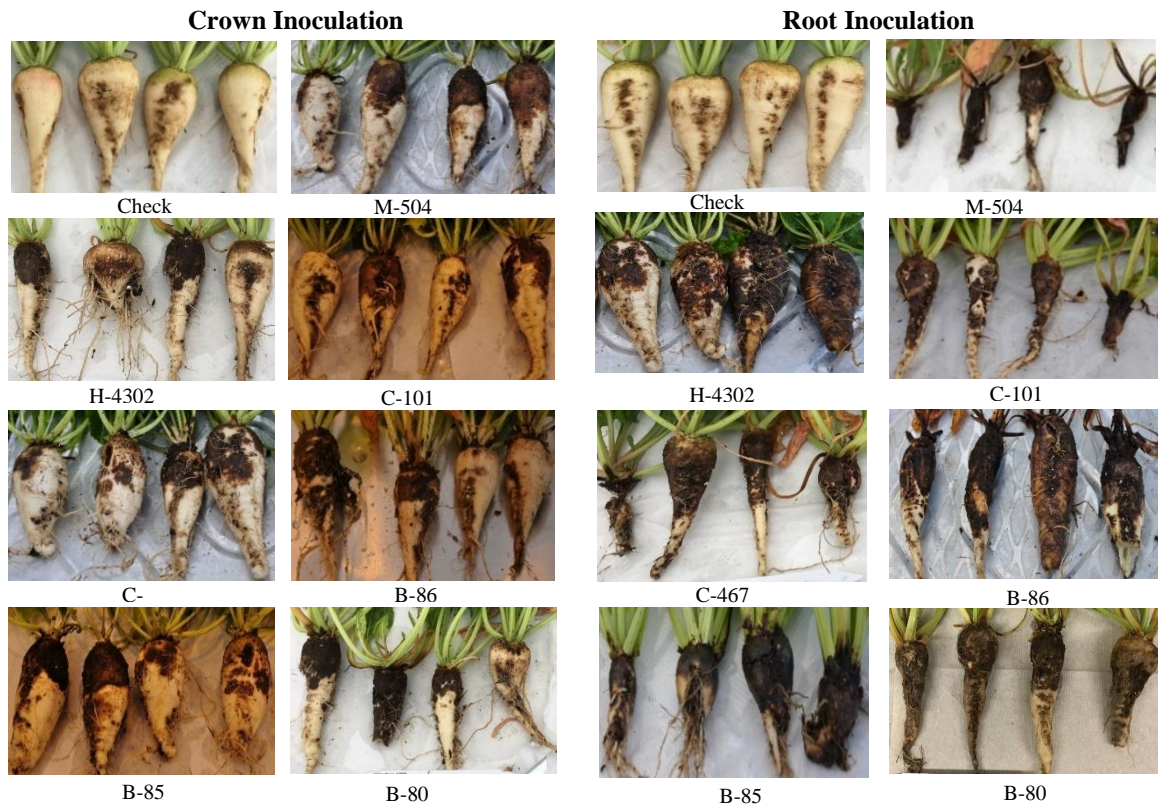 Crown Inoculation
Root Inoculation
Check
M-504
Check
M-504
H-4302
C-101
H-4302
C-101
C-
B-86
C-467
B-86
B-85
B-80
B-85
B-80